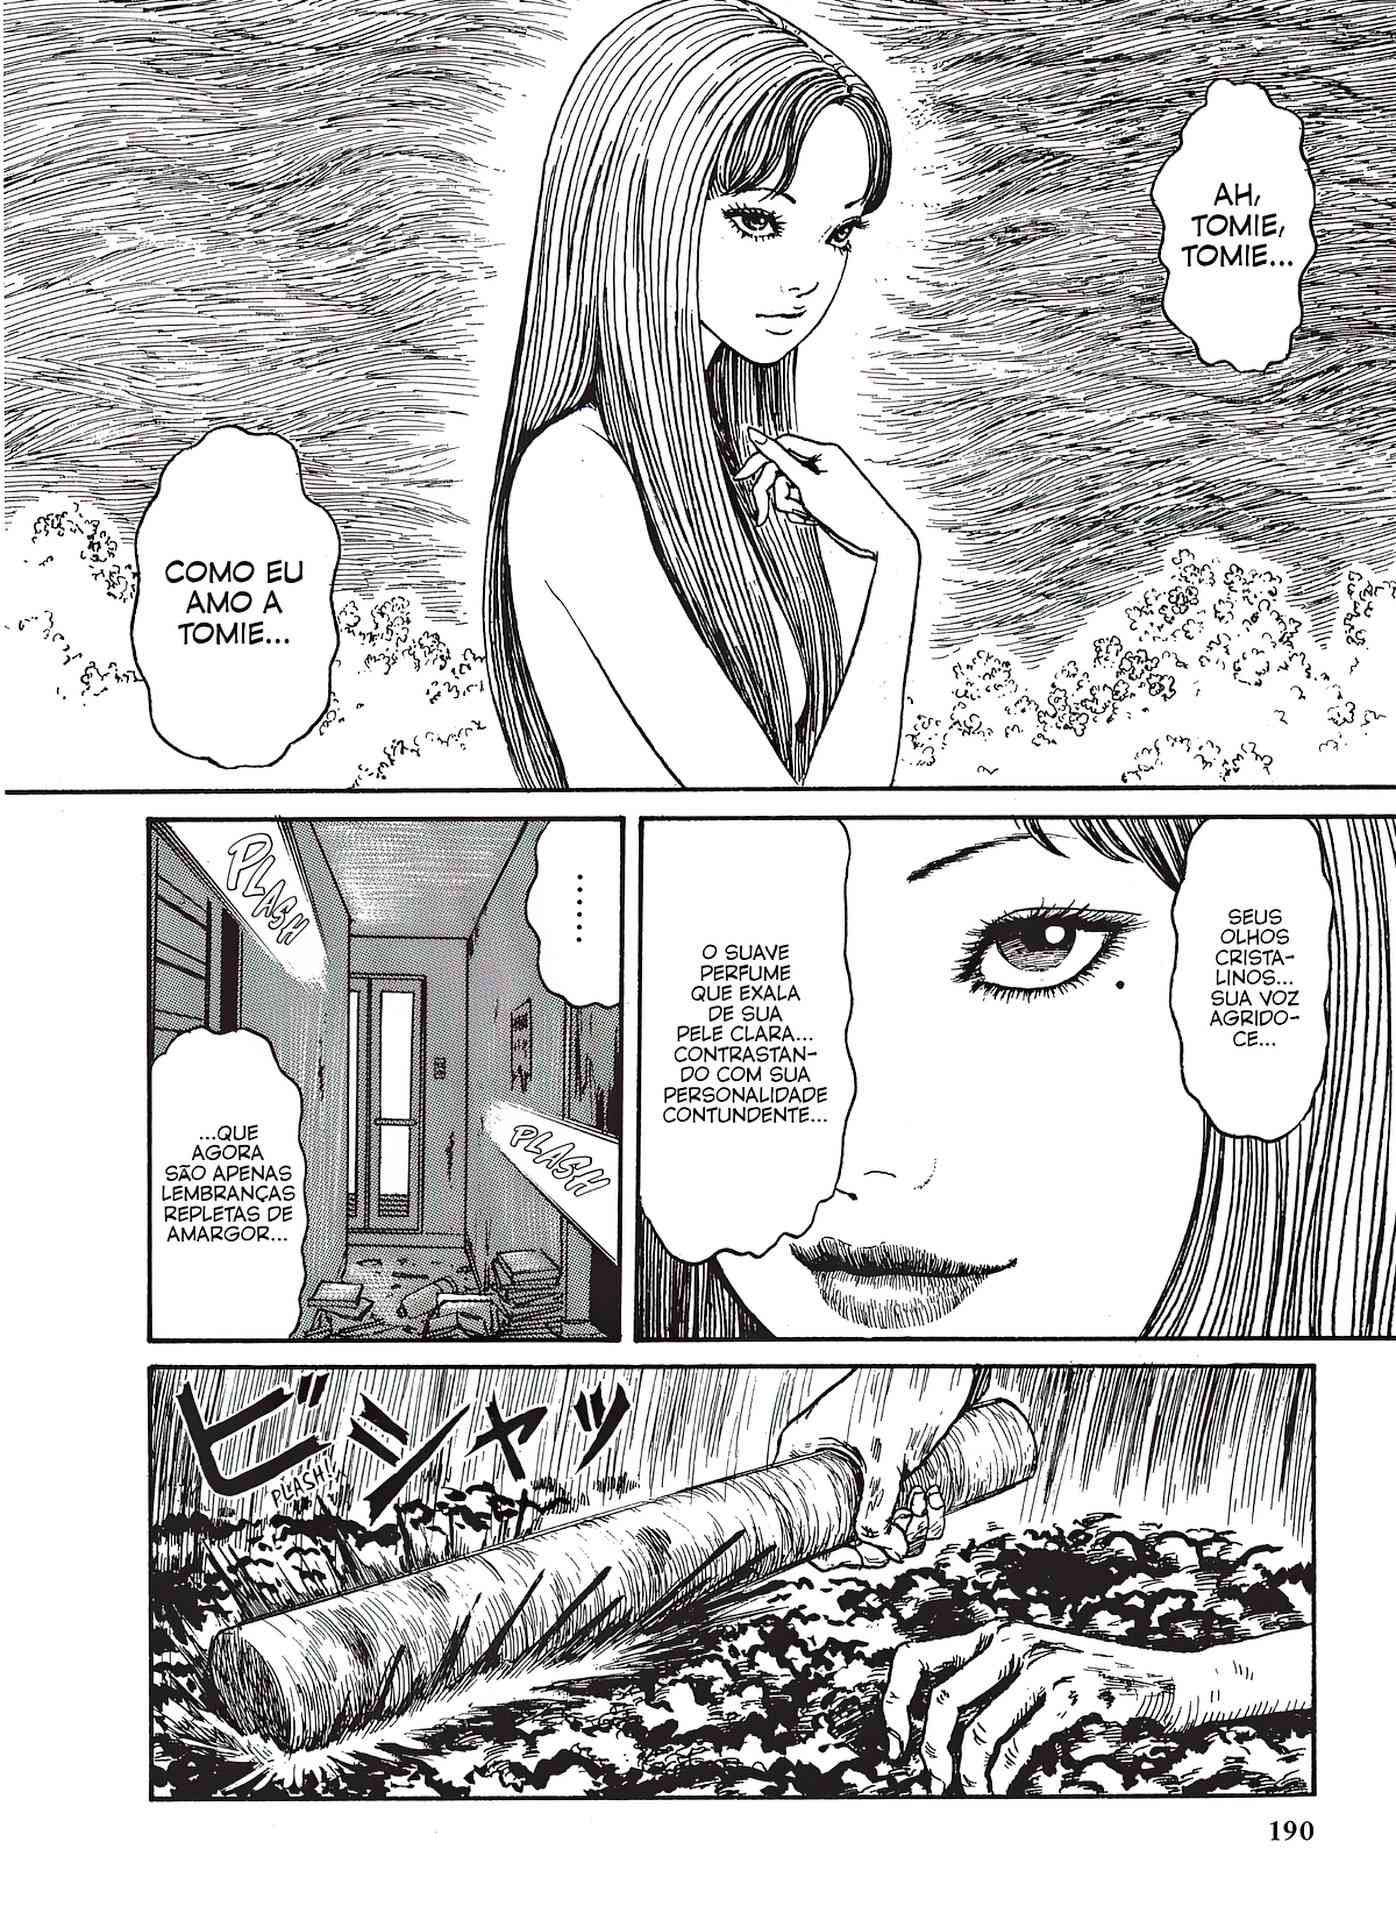 AH,
TOMIE,
TOMIE...
COMO EU
AMO A
TOMIE...
SEUS
OLHOS
CRISTA-
LINOS...
SUA VOZ
AGRIDO-
CE...
O SUAVE
PERFUME
QUE EXALA
DE SUA
PELE CLARA...
CONTRASTAN-
DO COM SUA
PERSONALIDADE
CONTUNDENTE...
......
PLASH
PLASH
...QUE
AGORA
SÃO APENAS
LEMBRANÇAS
REPLETAS DE
AMARGOR...
ビシャッ
PLASH!
190